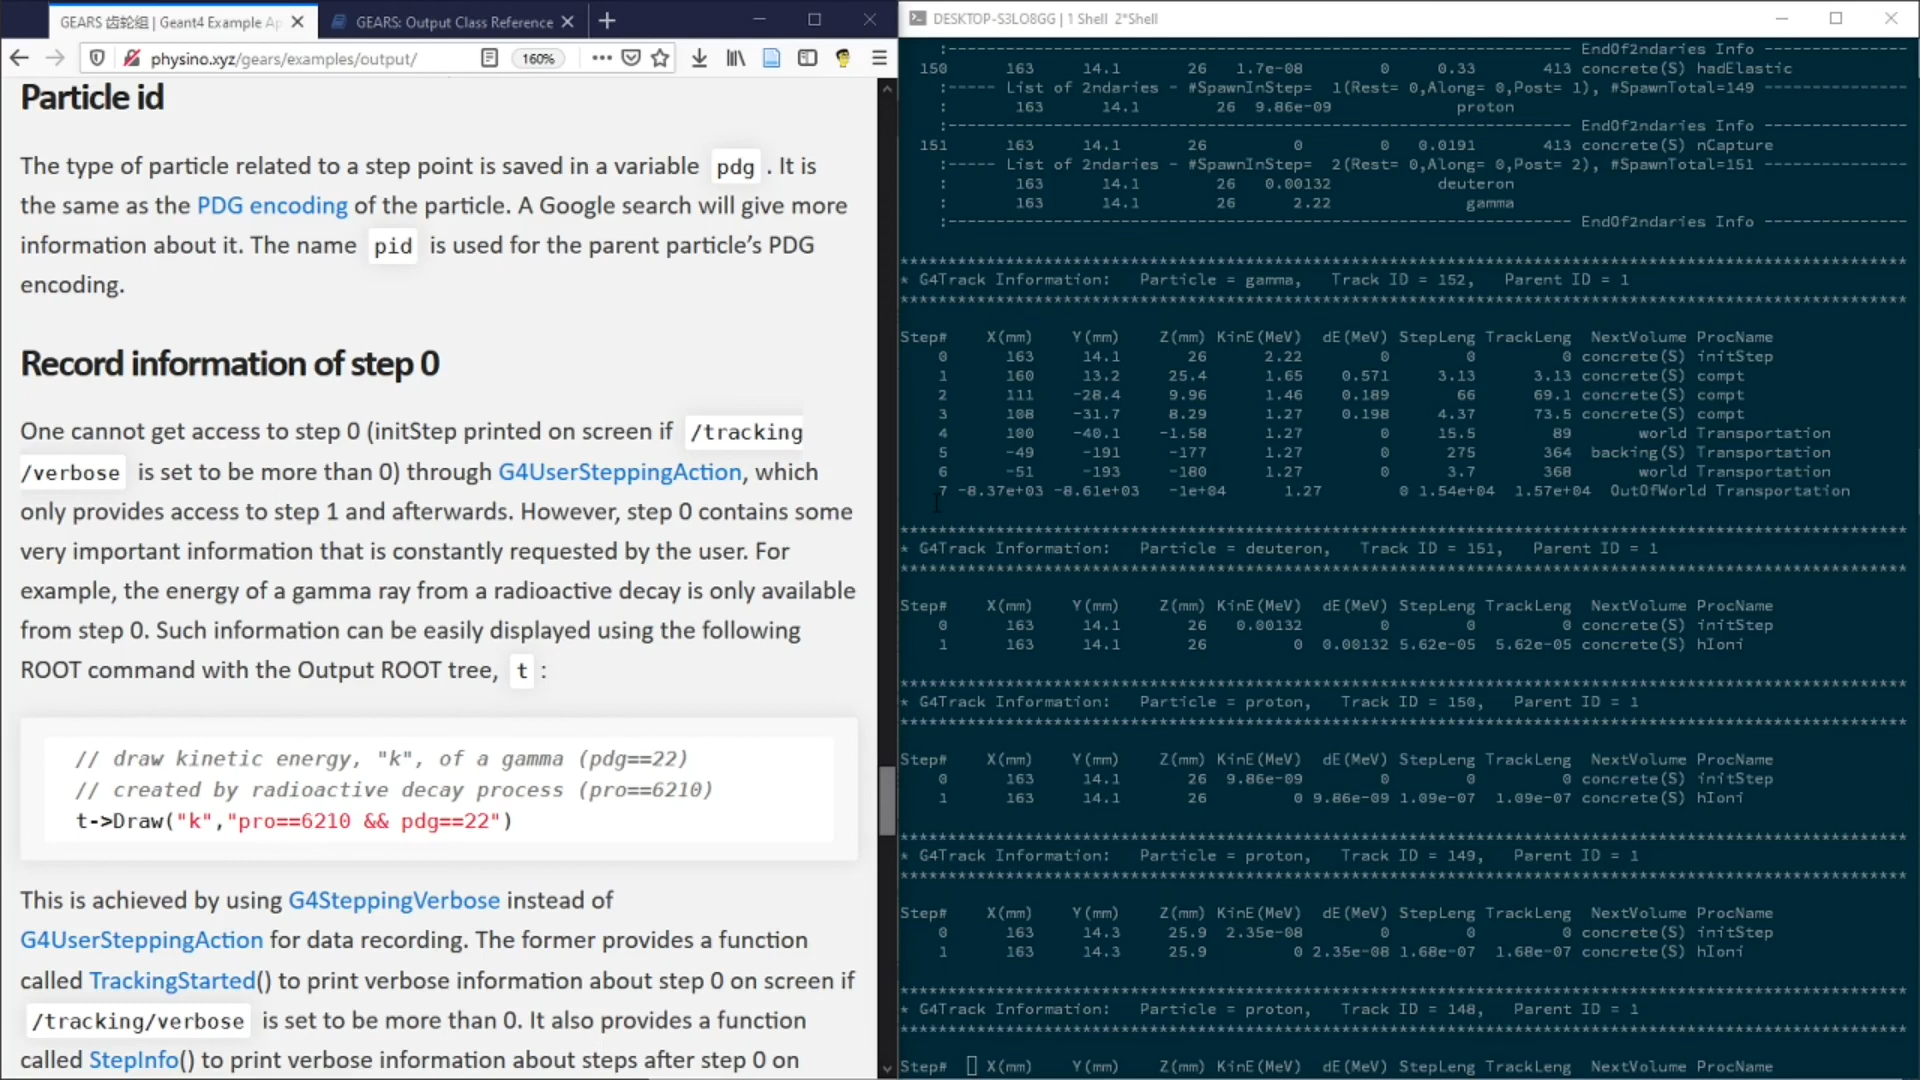 GEARS 齿轮组 | Geant4 Example Ap
GEARS: Output Class Reference
physino.xyz/gears/examples/output/
160%
Particle id
The type of particle related to a step point is saved in a variable pdg . It is
the same as the PDG encoding of the particle. A Google search will give more
information about it. The name pid is used for the parent particle’s PDG
encoding.
Record information of step 0
One cannot get access to step 0 (initStep printed on screen if /tracking
/verbose is set to be more than 0) through G4UserSteppingAction, which
only provides access to step 1 and afterwards. However, step 0 contains some
very important information that is constantly requested by the user. For
example, the energy of a gamma ray from a radioactive decay is only available
from step 0. Such information can be easily displayed using the following
ROOT command with the Output ROOT tree, t :
// draw kinetic energy, "k", of a gamma (pdg==22)
// created by radioactive decay process (pro==6210)
t->Draw("k","pro==6210 && pdg==22")
This is achieved by using G4SteppingVerbose instead of
G4UserSteppingAction for data recording. The former provides a function
called TrackingStarted() to print verbose information about step 0 on screen if
/tracking/verbose is set to be more than 0. It also provides a function
called StepInfo() to print verbose information about steps after step 0 on
DESKTOP-S3LO8GG | 1 Shell 2*Shell
:----------------------------------------------------------------- EndOf2ndaries Info ---------------
150 163 14.1 26 1.7e-08 0 0.33 413 concrete(S) hadElastic
:----- List of 2ndaries - #SpawnInStep= 1(Rest= 0,Along= 0,Post= 1), #SpawnTotal=149 ---------------
: 163 14.1 26 9.86e-09 proton
:----------------------------------------------------------------- EndOf2ndaries Info ---------------
151 163 14.1 26 0 0 0.0191 413 concrete(S) nCapture
:----- List of 2ndaries - #SpawnInStep= 2(Rest= 0,Along= 0,Post= 2), #SpawnTotal=151 ---------------
: 163 14.1 26 0.00132 deuteron
: 163 14.1 26 2.22 gamma
:----------------------------------------------------------------- EndOf2ndaries Info ---------------
*********************************************************************************************************
* G4Track Information: Particle = gamma, Track ID = 152, Parent ID = 1
*********************************************************************************************************
Step# X(mm) Y(mm) Z(mm) KinE(MeV) dE(MeV) StepLeng TrackLeng NextVolume ProcName
0 163 14.1 26 2.22 0 0 0 concrete(S) initStep
1 160 13.2 25.4 1.65 0.571 3.13 3.13 concrete(S) compt
2 111 -28.4 9.96 1.46 0.189 66 69.1 concrete(S) compt
3 108 -31.7 8.29 1.27 0.198 4.37 73.5 concrete(S) compt
4 100 -40.1 -1.58 1.27 0 15.5 89 world Transportation
5 -49 -191 -177 1.27 0 275 364 backing(S) Transportation
6 -51 -193 -180 1.27 0 3.7 368 world Transportation
7 -8.37e+03 -8.61e+03 -1e+04 1.27 0 1.54e+04 1.57e+04 OutOfWorld Transportation
*********************************************************************************************************
* G4Track Information: Particle = deuteron, Track ID = 151, Parent ID = 1
*********************************************************************************************************
Step# X(mm) Y(mm) Z(mm) KinE(MeV) dE(MeV) StepLeng TrackLeng NextVolume ProcName
0 163 14.1 26 0.00132 0 0 0 concrete(S) initStep
1 163 14.1 26 0 0.00132 5.62e-05 5.62e-05 concrete(S) hIoni
*********************************************************************************************************
* G4Track Information: Particle = proton, Track ID = 150, Parent ID = 1
*********************************************************************************************************
Step# X(mm) Y(mm) Z(mm) KinE(MeV) dE(MeV) StepLeng TrackLeng NextVolume ProcName
0 163 14.1 26 9.86e-09 0 0 0 concrete(S) initStep
1 163 14.1 26 0 9.86e-09 1.09e-07 1.09e-07 concrete(S) hIoni
*********************************************************************************************************
* G4Track Information: Particle = proton, Track ID = 149, Parent ID = 1
*********************************************************************************************************
Step# X(mm) Y(mm) Z(mm) KinE(MeV) dE(MeV) StepLeng TrackLeng NextVolume ProcName
0 163 14.3 25.9 2.35e-08 0 0 0 concrete(S) initStep
1 163 14.3 25.9 0 2.35e-08 1.68e-07 1.68e-07 concrete(S) hIoni
*********************************************************************************************************
* G4Track Information: Particle = proton, Track ID = 148, Parent ID = 1
*********************************************************************************************************
Step# X(mm) Y(mm) Z(mm) KinE(MeV) dE(MeV) StepLeng TrackLeng NextVolume ProcName